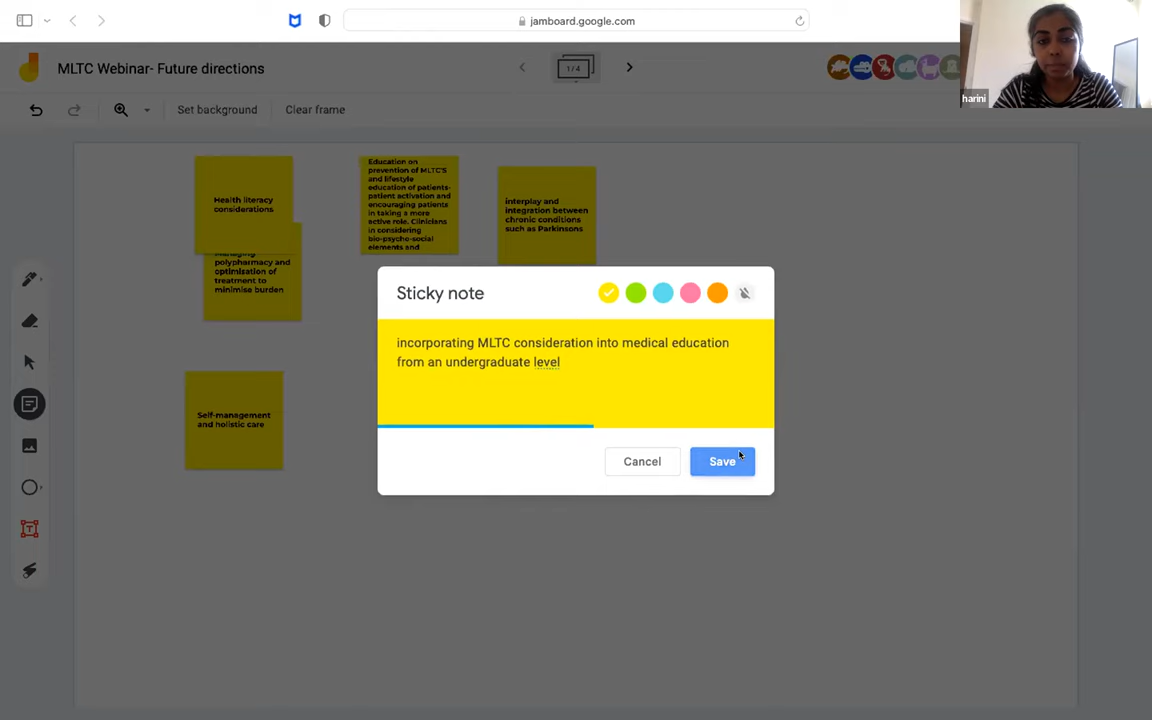 jamboard.google.com
MLTC Webinar- Future directions
1/4
Set background
Clear frame
harini
Health literacy
considerations
polypharmacy and
optimisation of
treatment to
minimise burden
Education on
prevention of MLTC'S
and lifestyle
education of patients-
patient activation and
encouraging patients
in taking a more
active role. Clinicians
in considering
bio-psycho-social
elements and
interplay and
integration between
chronic conditions
such as Parkinsons
Self-management
and holistic care
Sticky note
incorporating MLTC consideration into medical education
from an undergraduate level
Cancel
Save